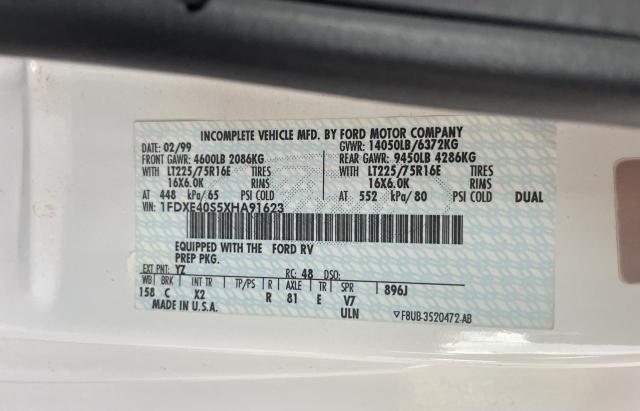 INCOMPLETE VEHICLE MFD. BY FORD MOTOR COMPANY
DATE: 02/99 GVWR: 14050LB/6372KG
FRONT GAWR: 4600LB 2086KG REAR GAWR: 9450LB 4286KG
WITH LT225/75R16E TIRES WITH LT225/75R16E TIRES
16X6.0K RINS 16X6.0K RINS
AT 448 kPa/65 PSI COLD AT 552 kPa/80 PSI COLD DUAL
VIN: 1FDXE40S5XHA91623
EQUIPPED WITH THE FORD RV
PREP PKG.
EXT PNT: YZ RC: 48 DSO:
WB BRK INT TR TP/PS R AXLE TR SPR 896J
158 C X2 R 81 E V7
MADE IN U.S.A. ULN
▽F8UB-3S20472-AB